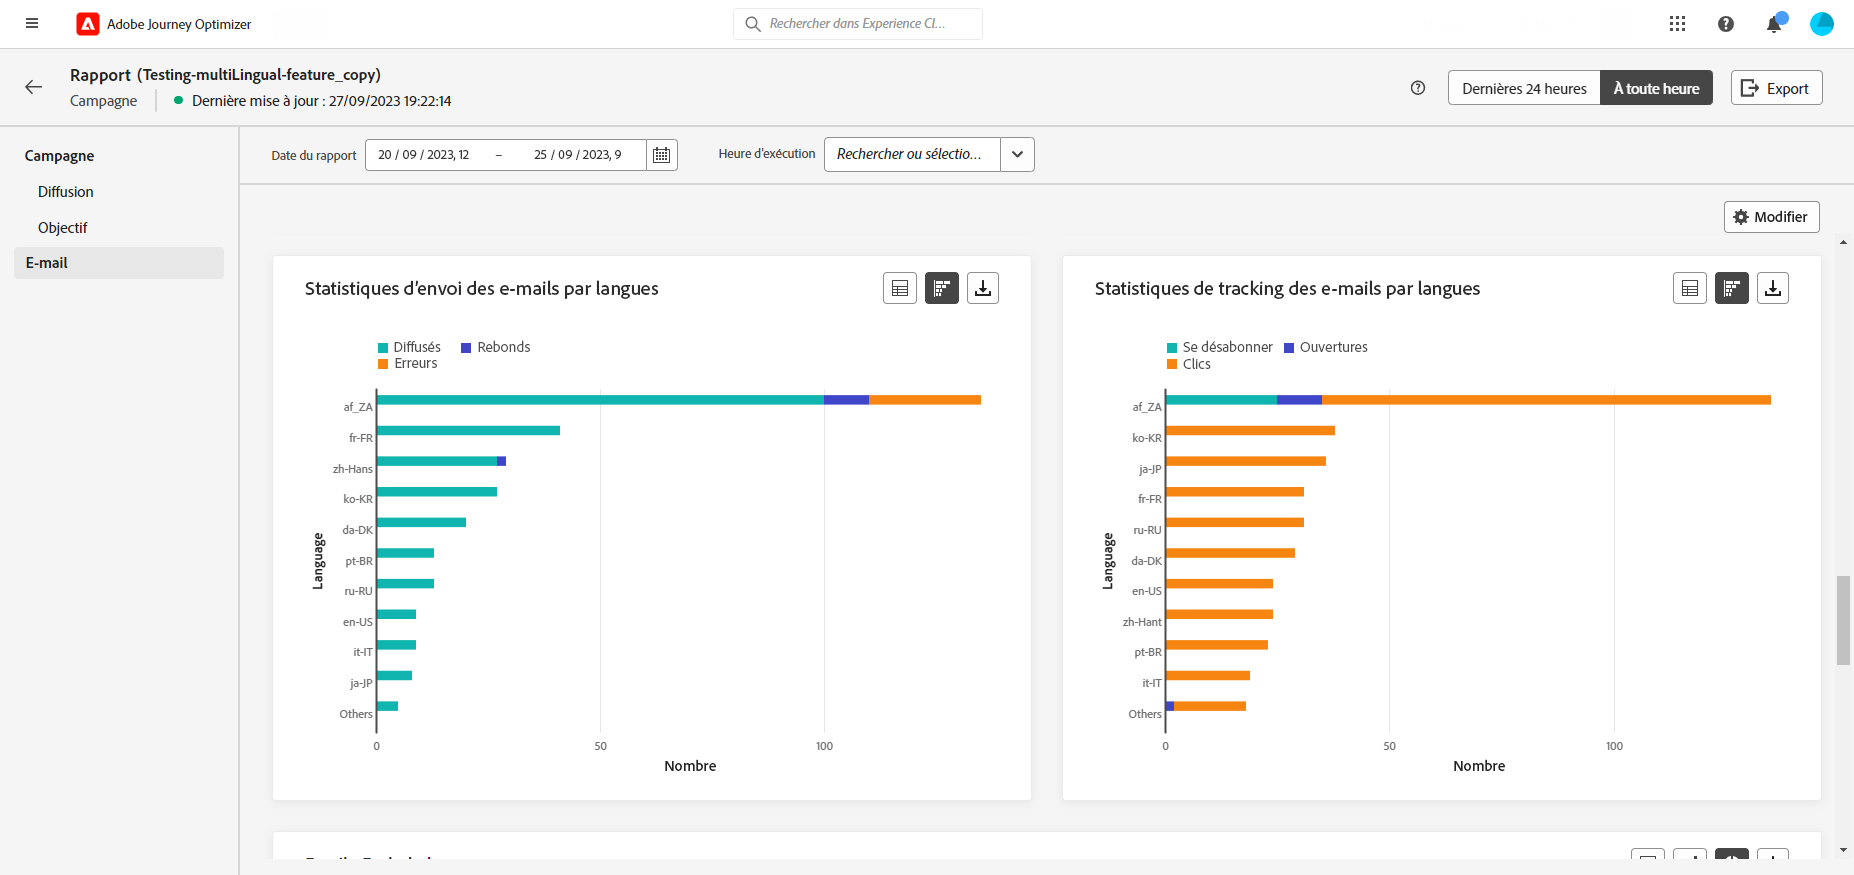 Adobe Journey Optimizer
Rechercher dans Experience Cl...
Rapport (Testing-multiLingual-feature_copy)
Campagne
Dernière mise à jour : 27/09/2023 19:22:14
Dernières 24 heures
À toute heure
Export
Campagne
Diffusion
Objectif
E-mail
Date du rapport
20 / 09 / 2023, 12 – 25 / 09 / 2023, 9
Heure d'exécution
Rechercher ou sélectio...
Modifier
Statistiques d'envoi des e-mails par langues
Diffusés
Rebonds
Erreurs
af_ZA
fr-FR
zh-Hans
ko-KR
da-DK
pt-BR
ru-RU
en-US
it-IT
ja-JP
Others
Language
0 50 100
Nombre
Statistiques de tracking des e-mails par langues
Se désabonner
Ouvertures
Clics
af_ZA
ko-KR
ja-JP
fr-FR
ru-RU
da-DK
en-US
zh-Hant
pt-BR
it-IT
Others
Language
0 50 100
Nombre